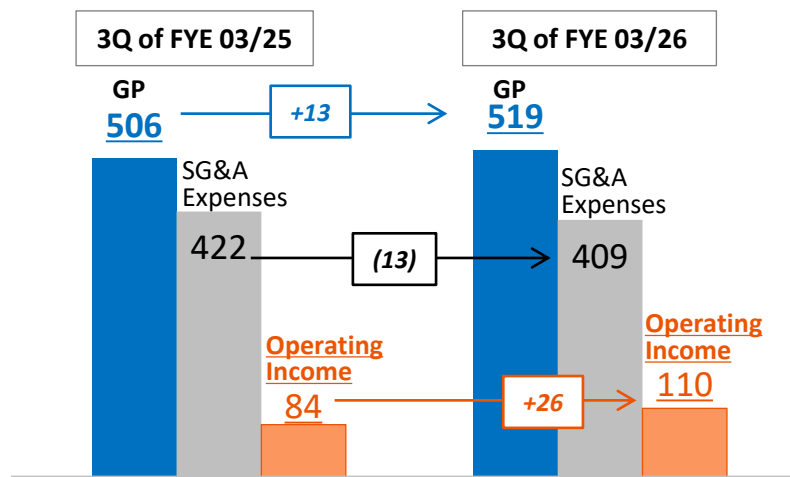 3Q of FYE 03/25
3Q of FYE 03/26
GP
506
+13
GP
519
SG&A
Expenses
422
(13)
SG&A
Expenses
409
Operating
Income
84
+26
Operating
Income
110